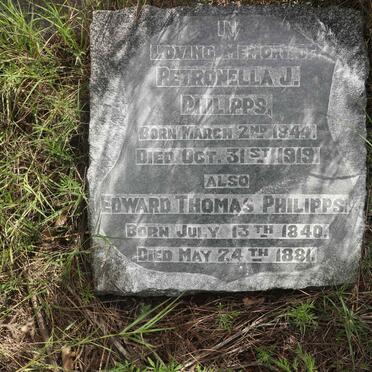 IN
LOVING MEMORY OF
PETRONELLA J.
PHILIPPS.
BORN MARCH 2ND 1844.
DIED OCT. 31ST 1919.
ALSO
EDWARD THOMAS PHILIPPS.
BORN JULY 13TH 1840.
DIED MAY 24TH 1881.